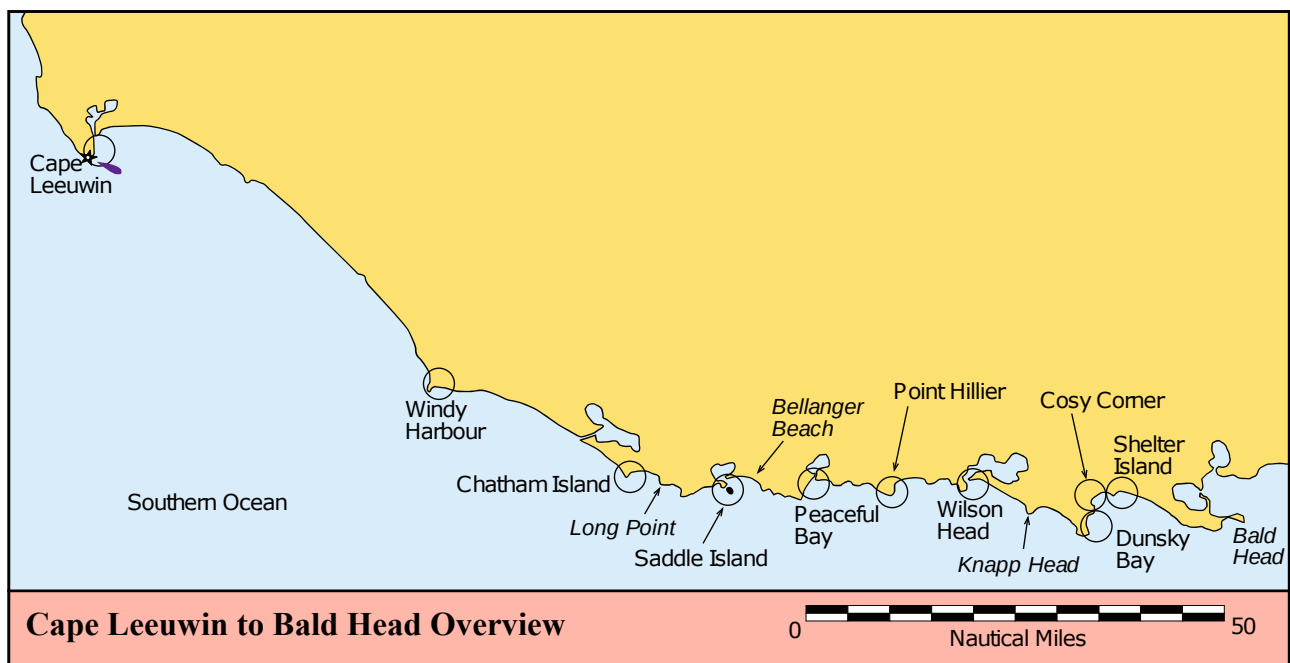 Cape
Leeuwin
Windy
Harbour
Chatham Island
Long Point
Saddle Island
Bellanger
Beach
Peaceful
Bay
Point Hillier
Wilson
Head
Knapp Head
Cosy Corner
Shelter
Island
Dunsky
Bay
Bald
Head
Southern Ocean
Cape Leeuwin to Bald Head Overview
0
50
Nautical Miles